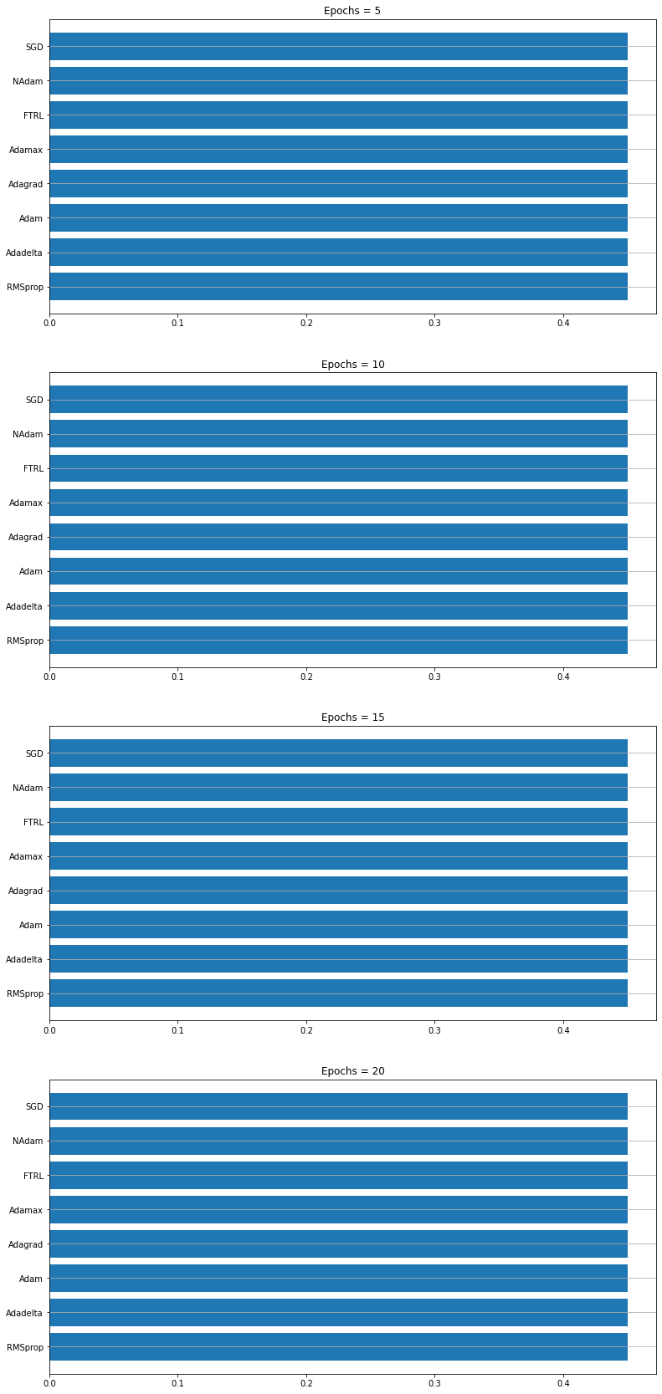 Epochs = 5
SGD
NAdam
FTRL
Adamax
Adagrad
Adam
Adadelta
RMSprop
0.0 0.1 0.2 0.3 0.4
Epochs = 10
SGD
NAdam
FTRL
Adamax
Adagrad
Adam
Adadelta
RMSprop
0.0 0.1 0.2 0.3 0.4
Epochs = 15
SGD
NAdam
FTRL
Adamax
Adagrad
Adam
Adadelta
RMSprop
0.0 0.1 0.2 0.3 0.4
Epochs = 20
SGD
NAdam
FTRL
Adamax
Adagrad
Adam
Adadelta
RMSprop
0.0 0.1 0.2 0.3 0.4